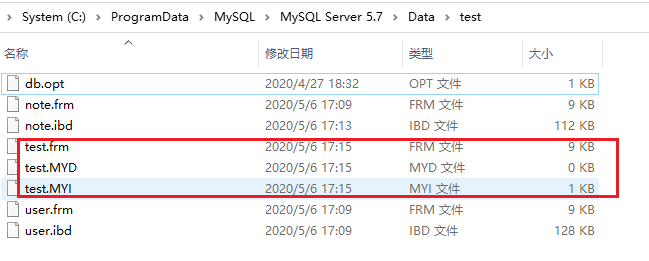 System (C:) > ProgramData > MySQL > MySQL Server 5.7 > Data > test
名称 修改日期 类型 大小
db.opt 2020/4/27 18:32 OPT 文件 1 KB
note.frm 2020/5/6 17:09 FRM 文件 9 KB
note.ibd 2020/5/6 17:13 IBD 文件 112 KB
test.frm 2020/5/6 17:15 FRM 文件 9 KB
test.MYD 2020/5/6 17:15 MYD 文件 0 KB
test.MYI 2020/5/6 17:15 MYI 文件 1 KB
user.frm 2020/5/6 17:09 FRM 文件 9 KB
user.ibd 2020/5/6 17:09 IBD 文件 128 KB